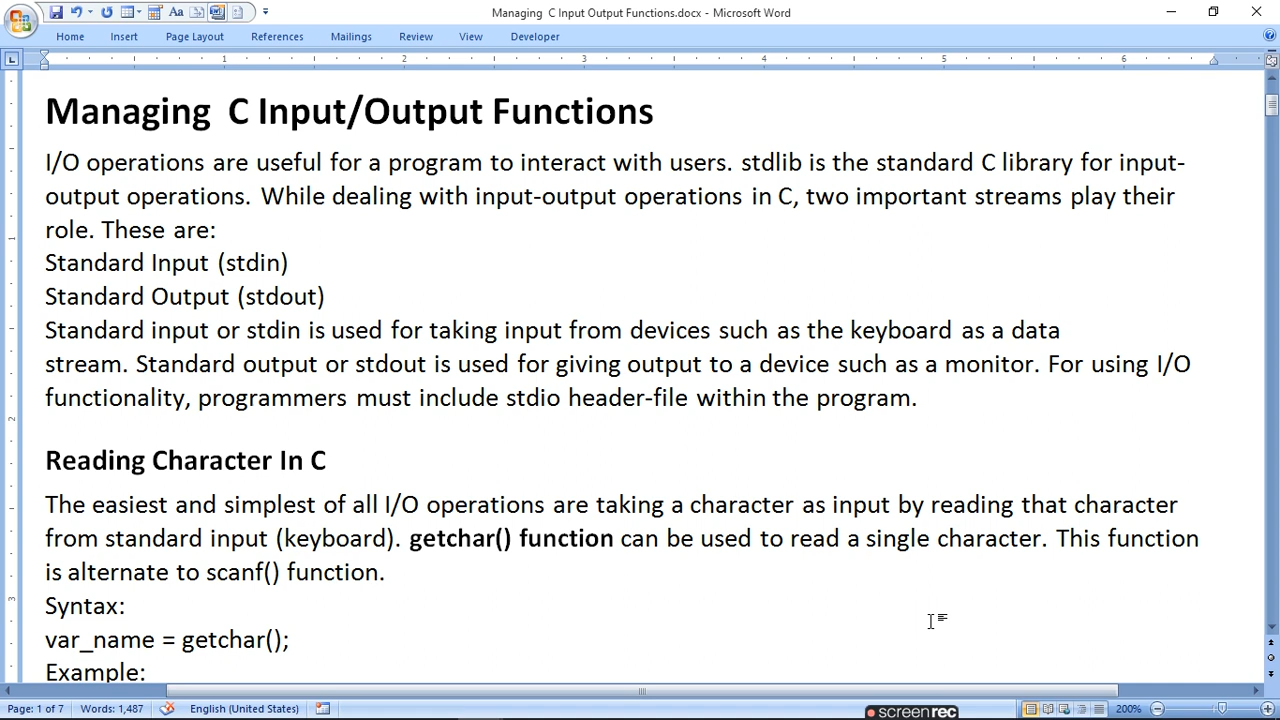 Managing  C Input Output Functions.docx - Microsoft Word
Home Insert Page Layout References Mailings Review View Developer
1 2 3 4 5 6
Managing  C Input/Output Functions
I/O operations are useful for a program to interact with users. stdlib is the standard C library for input-
output operations. While dealing with input-output operations in C, two important streams play their
role. These are:
Standard Input (stdin)
Standard Output (stdout)
Standard input or stdin is used for taking input from devices such as the keyboard as a data
stream. Standard output or stdout is used for giving output to a device such as a monitor. For using I/O
functionality, programmers must include stdio header-file within the program.
Reading Character In C
The easiest and simplest of all I/O operations are taking a character as input by reading that character
from standard input (keyboard). getchar() function can be used to read a single character. This function
is alternate to scanf() function.
Syntax:
var_name = getchar();
Example:
Page: 1 of 7 Words: 1,487 English (United States) screenrec 200%